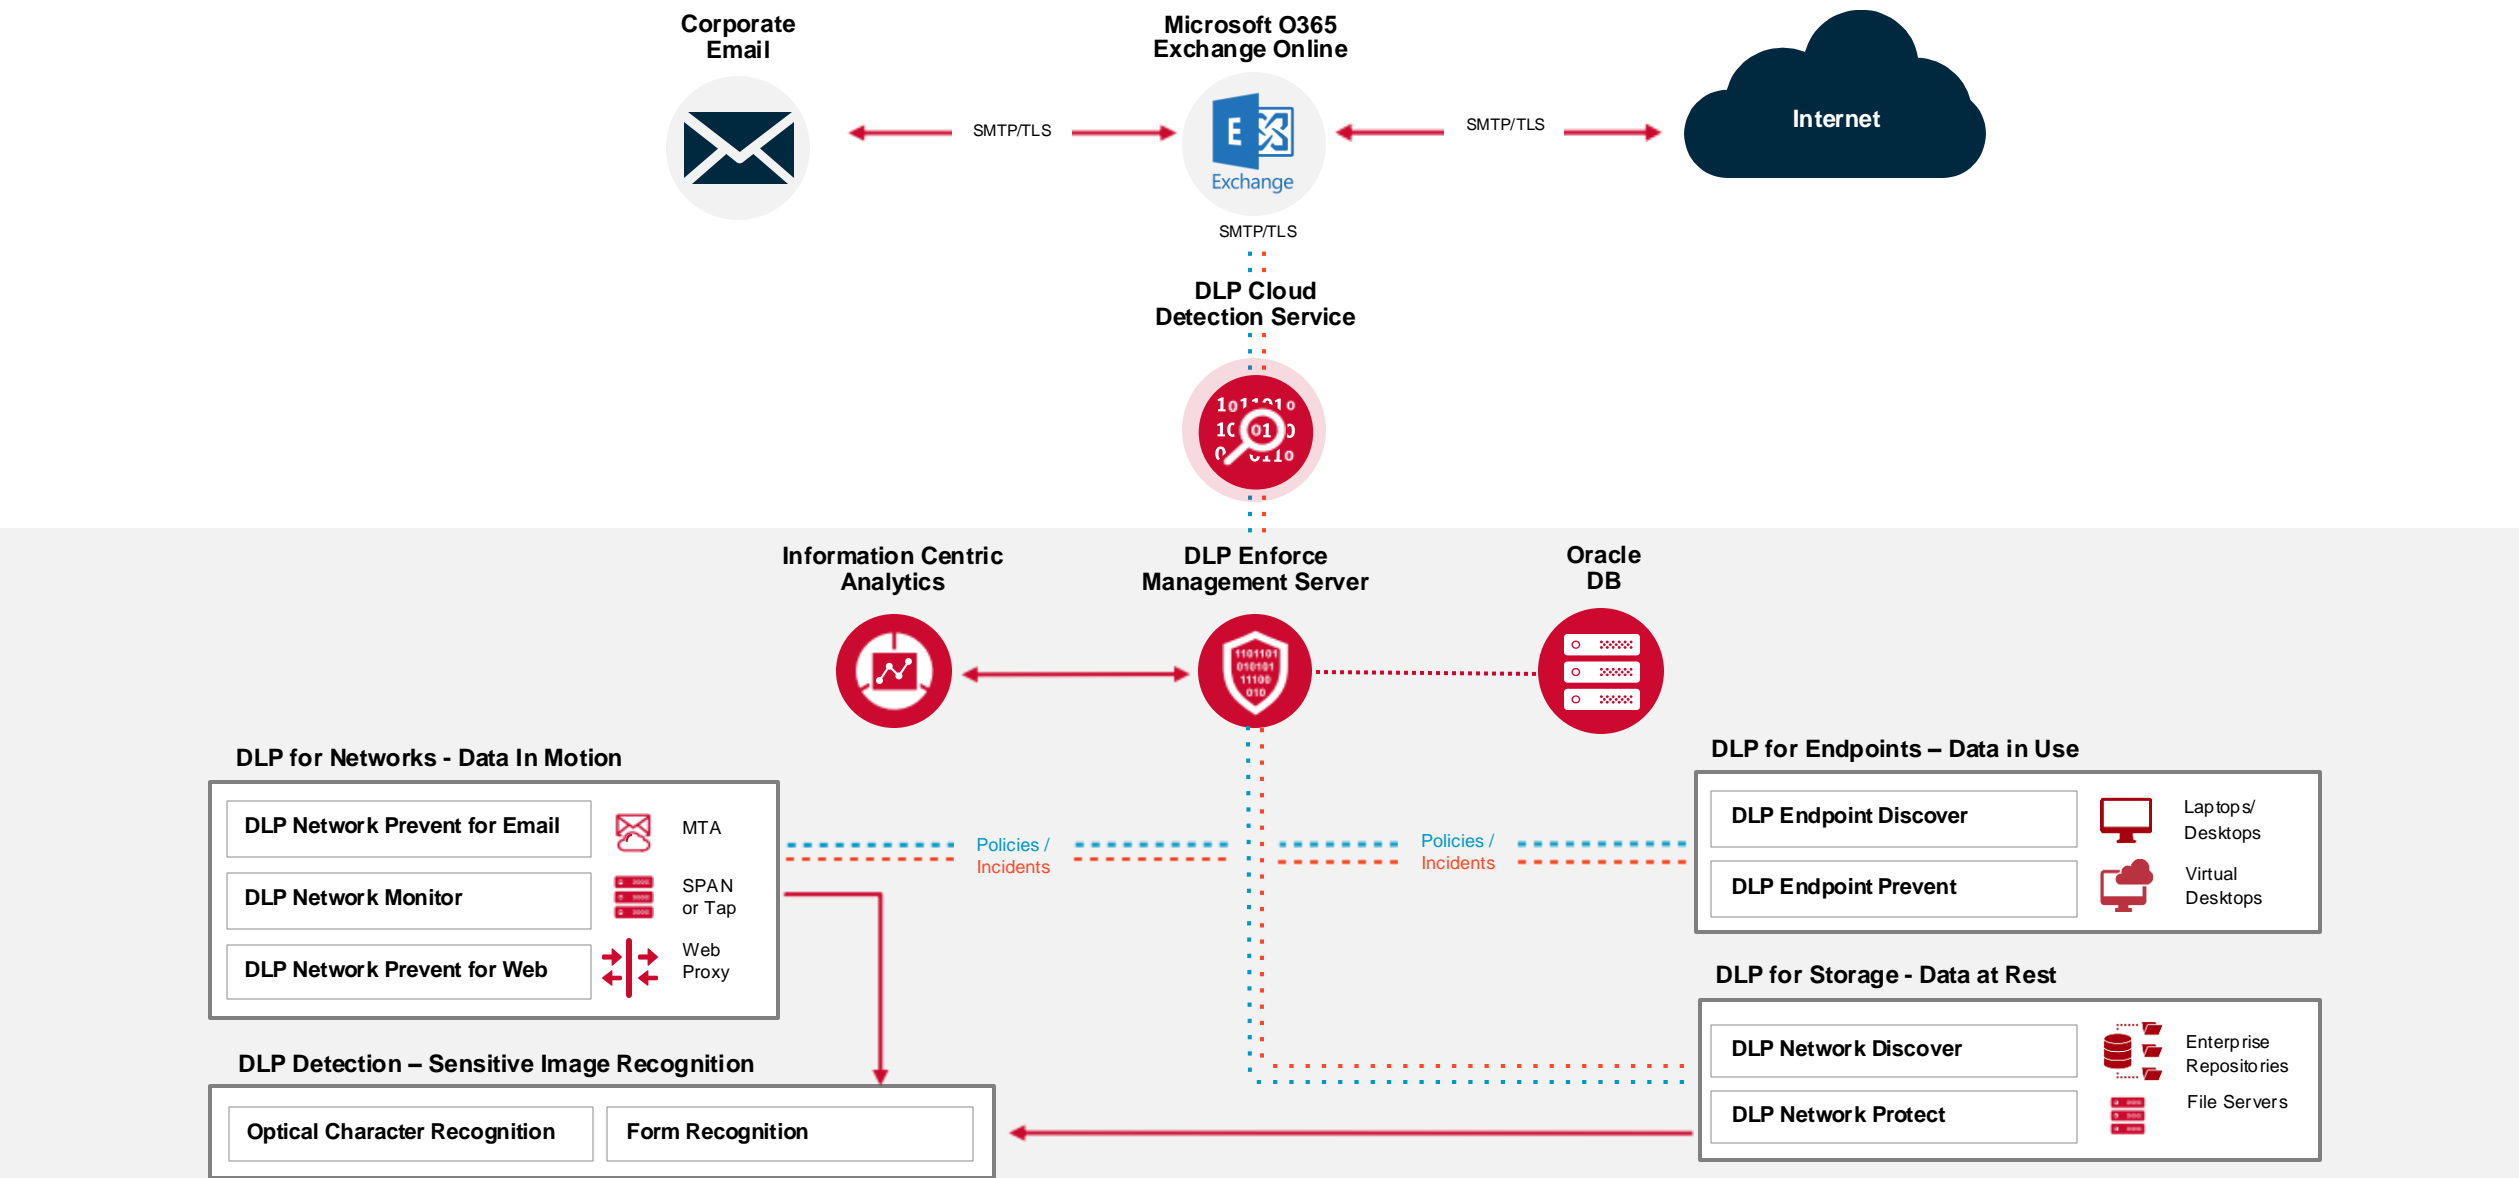 Corporate
Email
Microsoft O365
Exchange Online
Internet
SMTP/TLS
SMTP/TLS
E
Exchange
SMTP/TLS
DLP Cloud
Detection Service
Information Centric
Analytics
DLP Enforce
Management Server
Oracle
DB
1101101
010101
11100
010
DLP for Networks - Data In Motion
DLP Network Prevent for Email
MTA
DLP Network Monitor
SPAN
or Tap
DLP Network Prevent for Web
Web
Proxy
Policies /
Incidents
Policies /
Incidents
DLP for Endpoints – Data in Use
DLP Endpoint Discover
Laptops/
Desktops
DLP Endpoint Prevent
Virtual
Desktops
DLP for Storage - Data at Rest
DLP Network Discover
Enterprise
Repositories
DLP Network Protect
File Servers
DLP Detection – Sensitive Image Recognition
Optical Character Recognition
Form Recognition